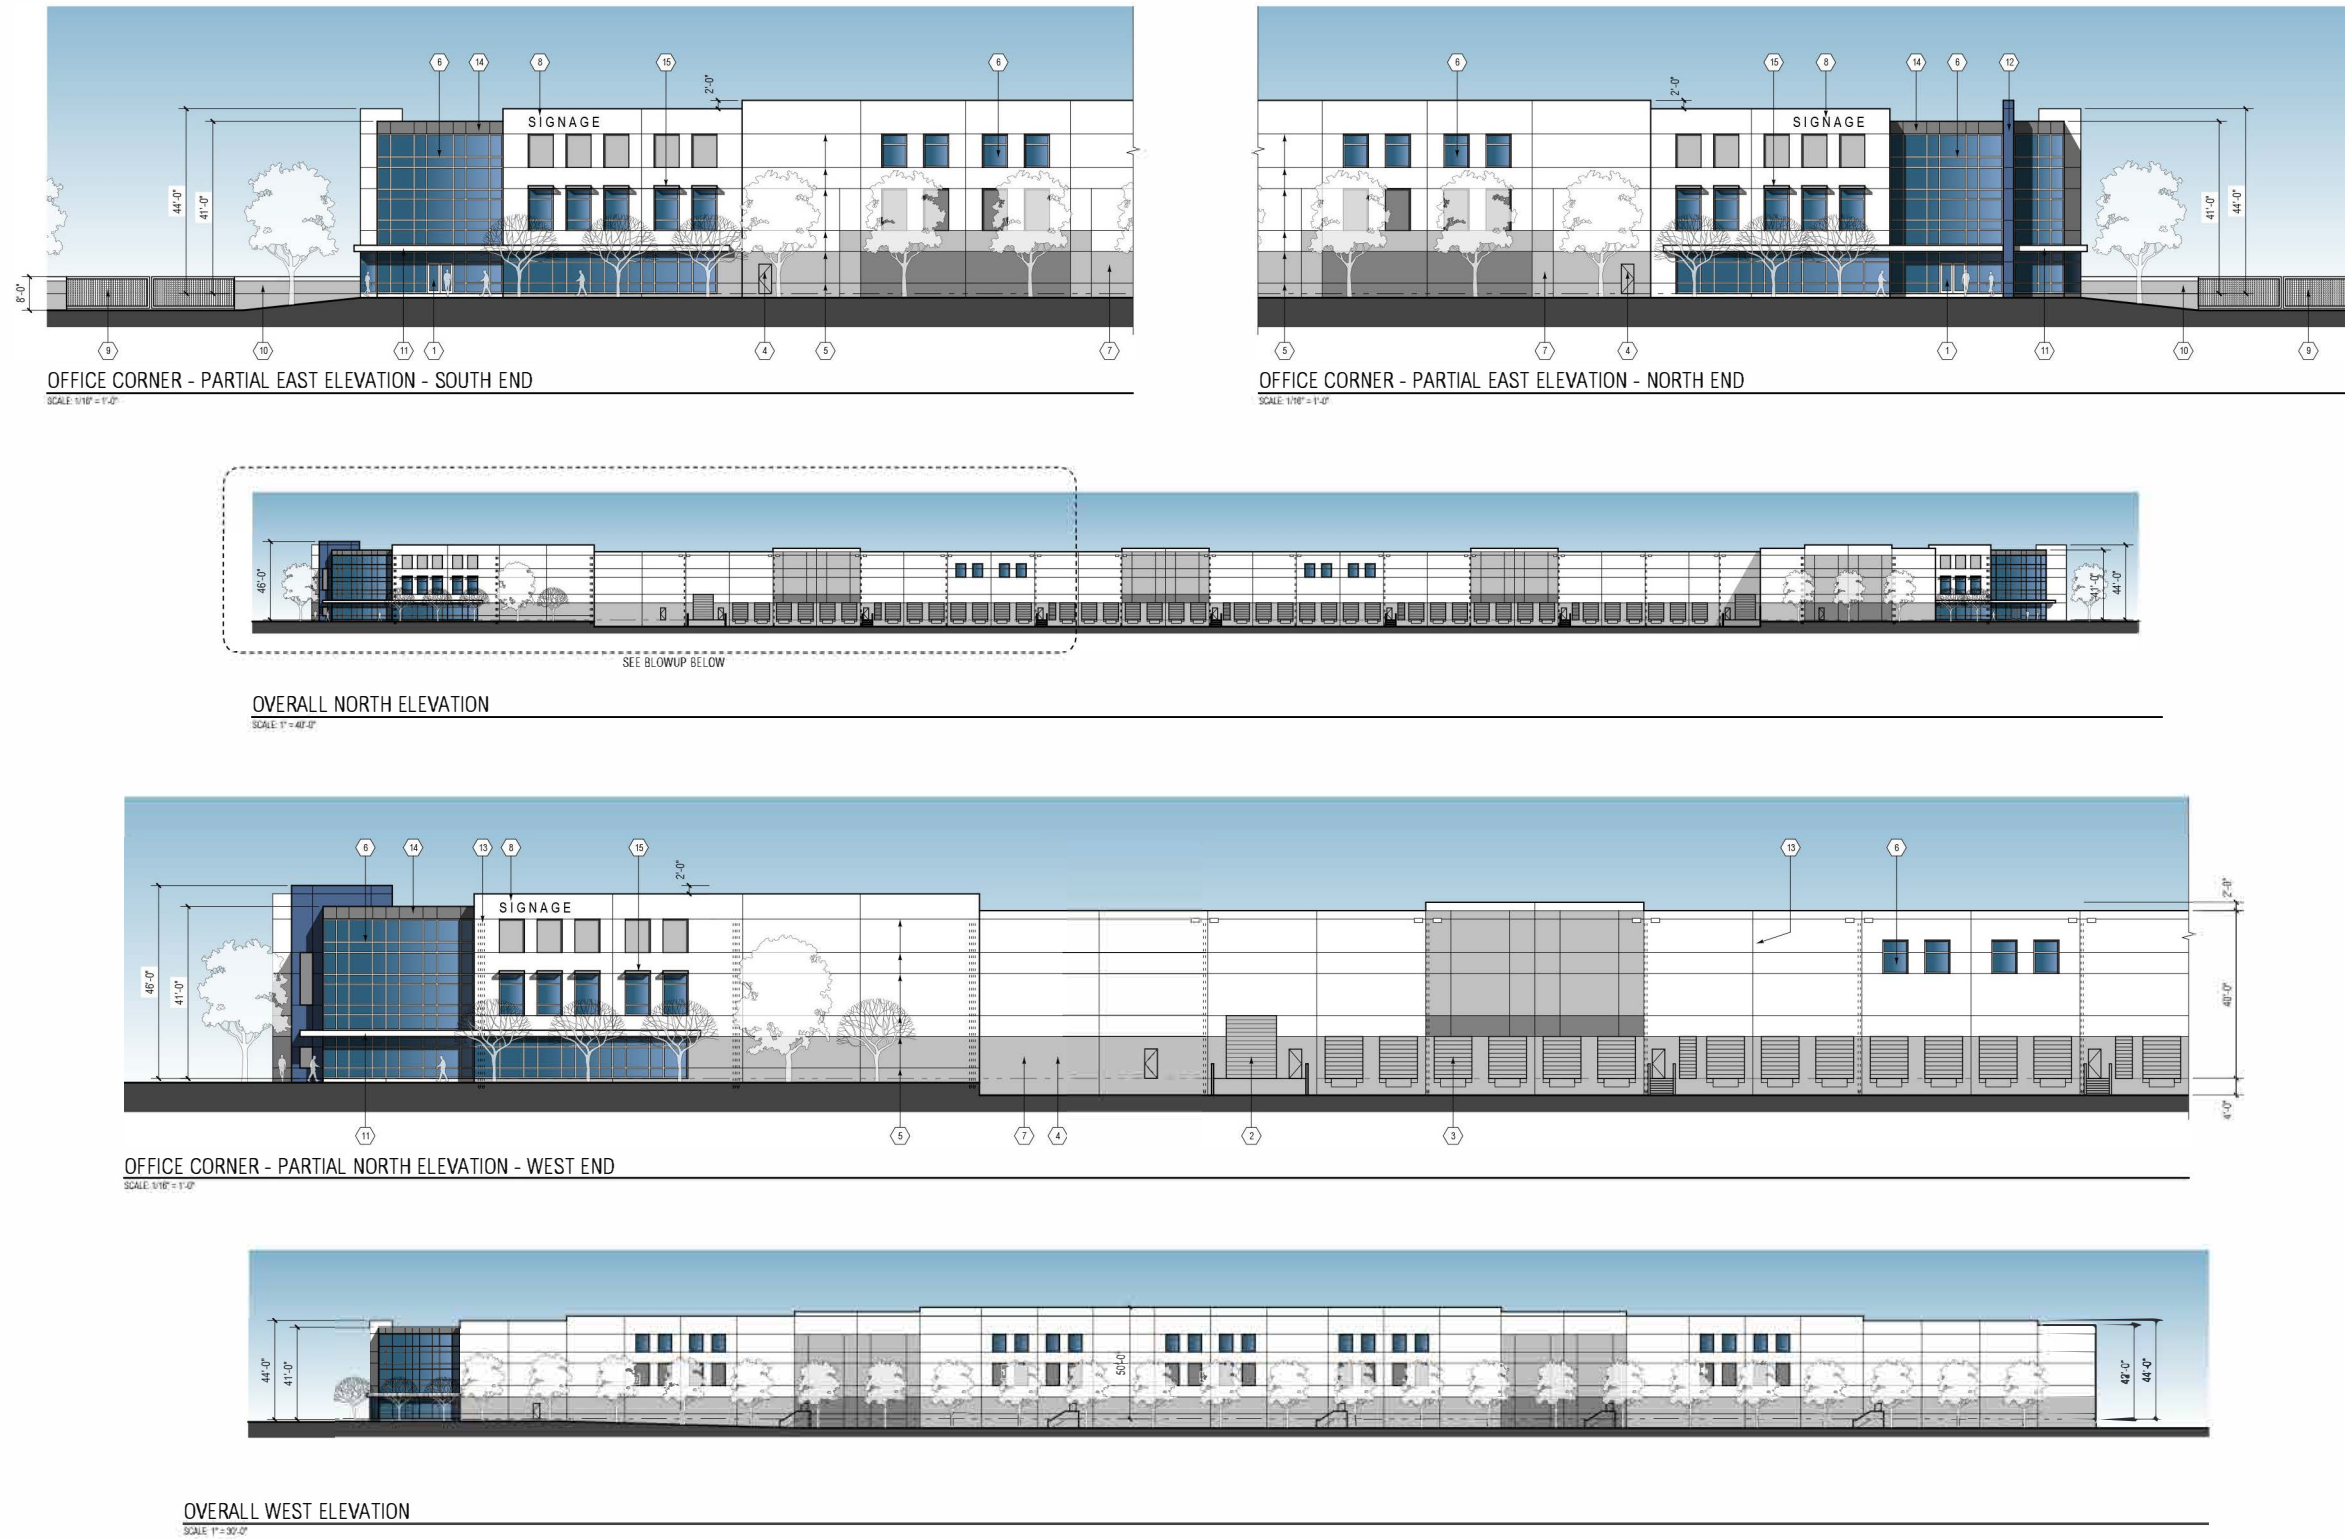 6 14 8 15 6
2'-0"
SIGNAGE
44'-0"
41'-0"
8'-0"
9 10 11 1 4 5 7
OFFICE CORNER - PARTIAL EAST ELEVATION - SOUTH END
SCALE: 1/16" = 1'-0"
6 15 8 14 6 12
2'-0"
SIGNAGE
41'-0"
44'-0"
5 7 4 1 11 10 9
OFFICE CORNER - PARTIAL EAST ELEVATION - NORTH END
SCALE: 1/16" = 1'-0"
46'-0"
41'-0"
44'-0"
SEE BLOWUP BELOW
OVERALL NORTH ELEVATION
SCALE: 1" = 40'-0"
6 14 13 8 15 13 6
2'-0"
2'-0"
SIGNAGE
46'-0"
41'-0"
40'-0"
4'-0"
11 5 7 4 2 3
OFFICE CORNER - PARTIAL NORTH ELEVATION - WEST END
SCALE: 1/16" = 1'-0"
44'-0"
41'-0"
50'-0"
42'-0"
44'-0"
OVERALL WEST ELEVATION
SCALE: 1" = 30'-0"